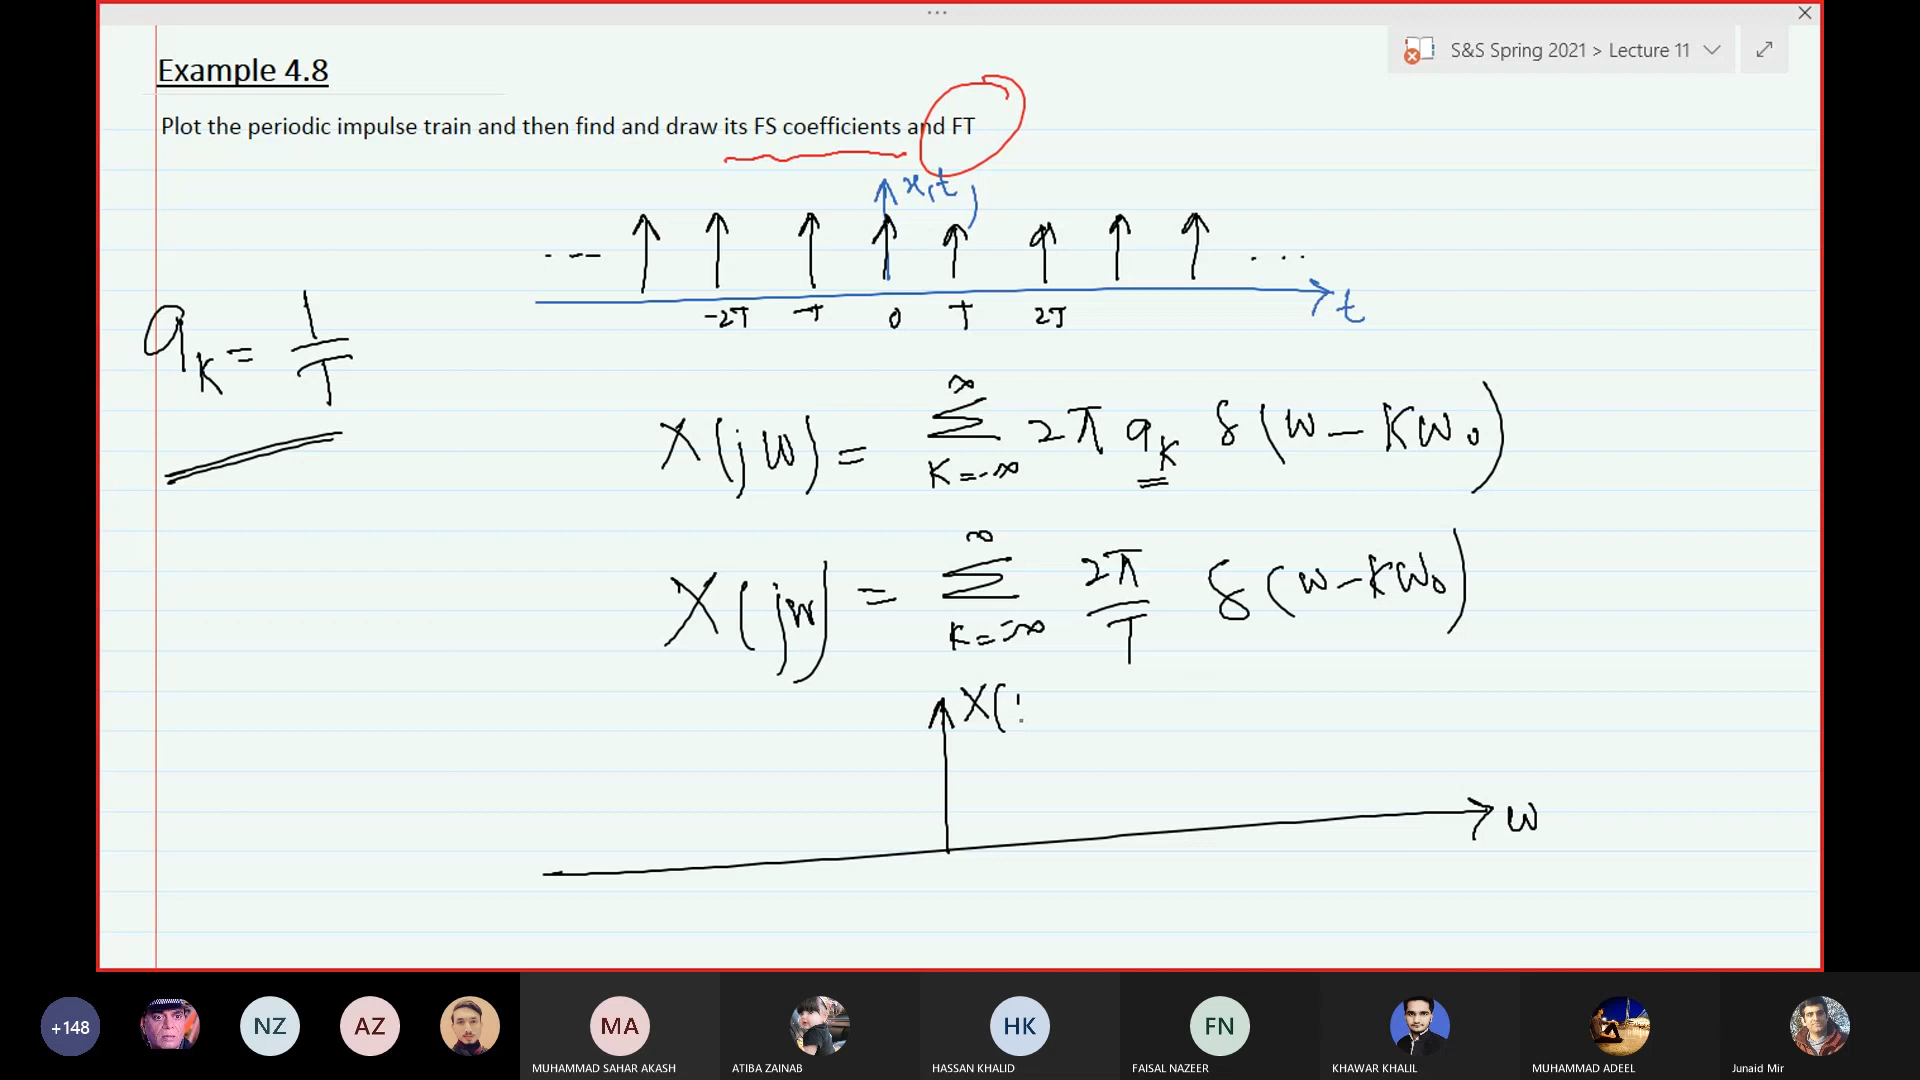 S&S Spring 2021 > Lecture 11
Example 4.8
Plot the periodic impulse train and then find and draw its FS coefficients and FT
x(t)
--- ...
-2T -T 0 T 2T t
a_K = 1/T
X(jw) = ∞ Σ K=-∞ 2π a_K δ(w - Kw₀)
X(jw) = ∞ Σ K=-∞ 2π/T δ(w - Kw₀)
X(
w
+148 NZ AZ MA HK FN
MUHAMMAD SAHAR AKASH ATIBA ZAINAB HASSAN KHALID FAISAL NAZEER KHAWAR KHALIL MUHAMMAD ADEEL Junaid Mir